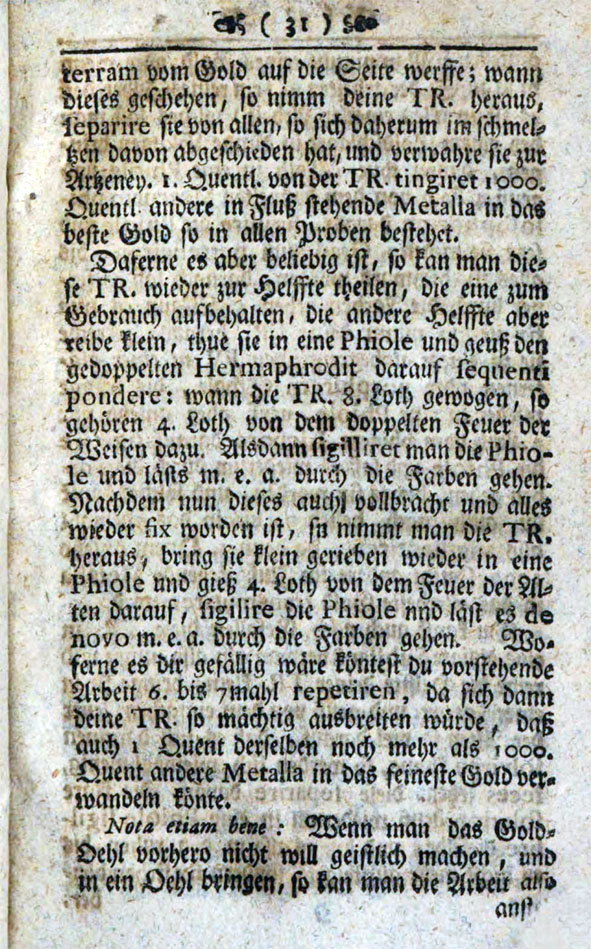 ( 31 )
terram vom Gold auf die Seite werffe; wann
dieses geschehen, so nimm deine TR. heraus,
separire sie von allen, so sich daherum im schmel-
tzen davon abgeschieden hat, und verwahre sie zur
Artzeney. 1. Quentl. von der TR. tingiret 1000.
Quentl. andere in Fluß stehende Metalla in das
beste Gold so in allen Proben bestehet.
Daferne es aber beliebig ist, so kan man die-
se TR. wieder zur Helffte theilen, die eine zum
Gebrauch aufbehalten, die andere Helffte aber
reibe klein, thue sie in eine Phiole und geuß den
gedoppelten Hermaphrodit darauf sequenti
pondere: wann die TR. 8. Loth gewogen, so
gehören 4. Loth von dem doppelten Feuer der
Weisen dazu. Alsdann sigilliret man die Phio-
le und lästs m. e. a. durch die Farben gehen.
Nachdem nun dieses auch vollbracht und alles
wieder fix worden ist, so nimmt man die TR.
heraus, bring sie klein gerieben wieder in eine
Phiole und gieß 4. Loth von dem Feuer der Al-
ten darauf, sigilire die Phiole nnd läst es de
novo m. e. a. durch die Farben gehen. Wo-
ferne es dir gefällig wäre köntest du vorstehende
Arbeit 6. bis 7mahl repetiren, da sich dann
deine TR. so mächtig ausbreiten würde, daß
auch 1 Quent derselben noch mehr als 1000.
Quent andere Metalla in das feineste Gold ver-
wandeln könte.
Nota etiam bene: Wenn man das Gold-
Oehl vorhero nicht will geistlich machen, und
in ein Oehl bringen, so kan man die Arbeit also
ans